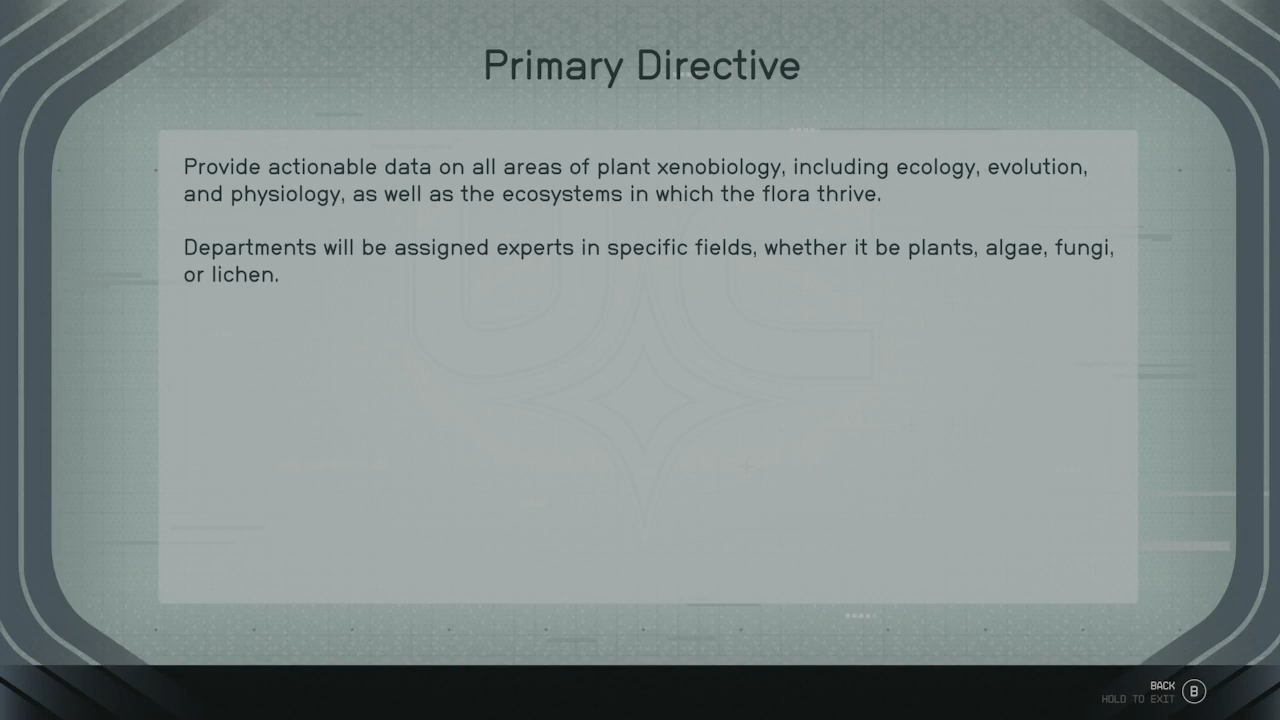 Primary Directive
Provide actionable data on all areas of plant xenobiology, including ecology, evolution,
and physiology, as well as the ecosystems in which the flora thrive.
Departments will be assigned experts in specific fields, whether it be plants, algae, fungi,
or lichen.
UC
BACK
HOLD TO EXIT
B